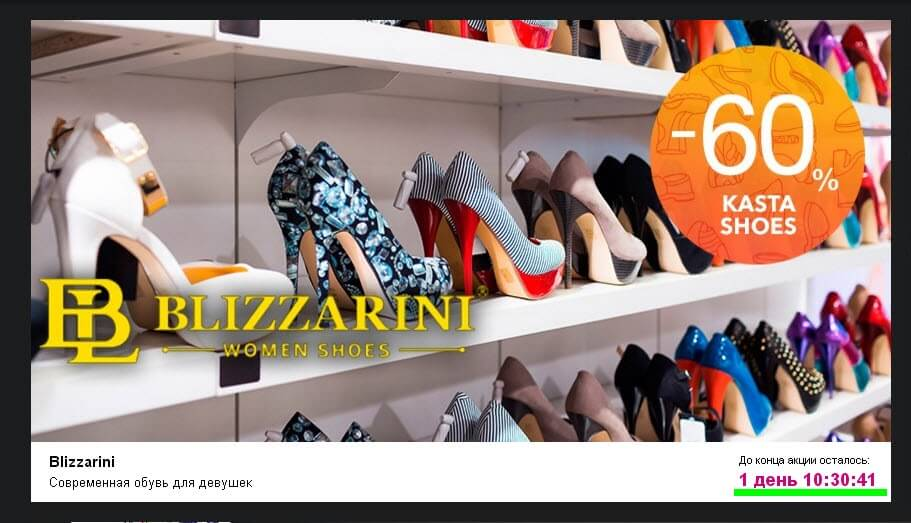 -60%
KASTA
SHOES
BL BLIZZARINI
WOMEN SHOES
Blizzarini
Современная обувь для девушек
До конца акции осталось:
1 день 10:30:41